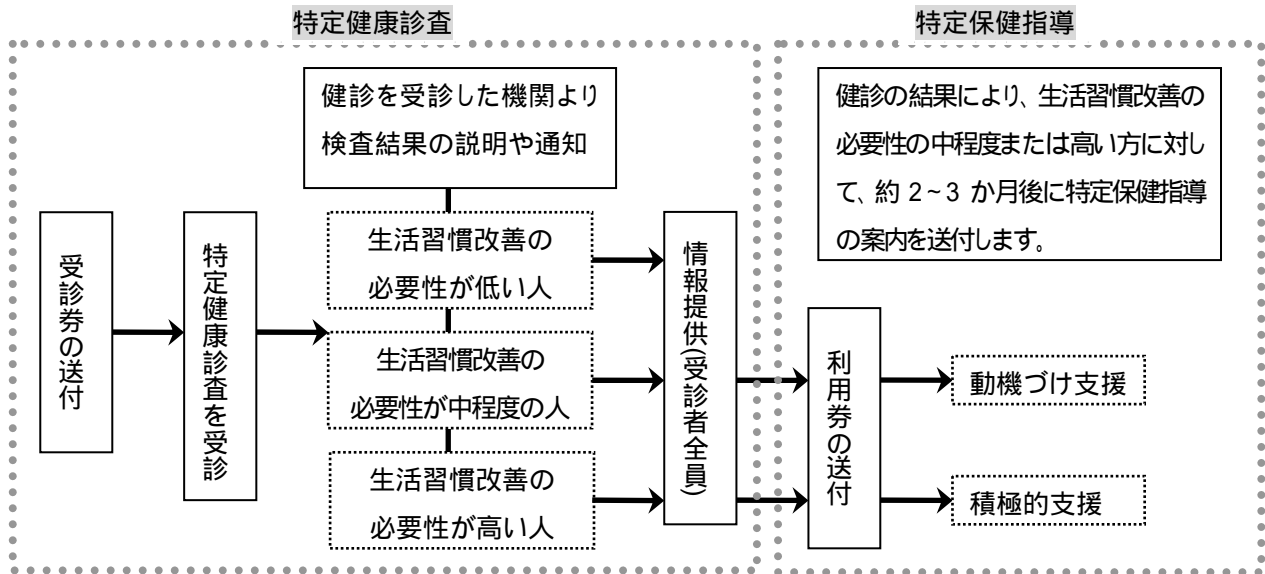 特定健康診査
特定保健指導
健診を受診した機関より
検査結果の説明や通知
受診券の送付
特定健康診査を受診
生活習慣改善の
必要性が低い人
生活習慣改善の
必要性が中程度の人
生活習慣改善の
必要性が高い人
情報提供(受診者全員)
健診の結果により、生活習慣改善の
必要性の中程度または高い方に対し
て、約 2~3 か月後に特定保健指導
の案内を送付します。
利用券の送付
動機づけ支援
積極的支援